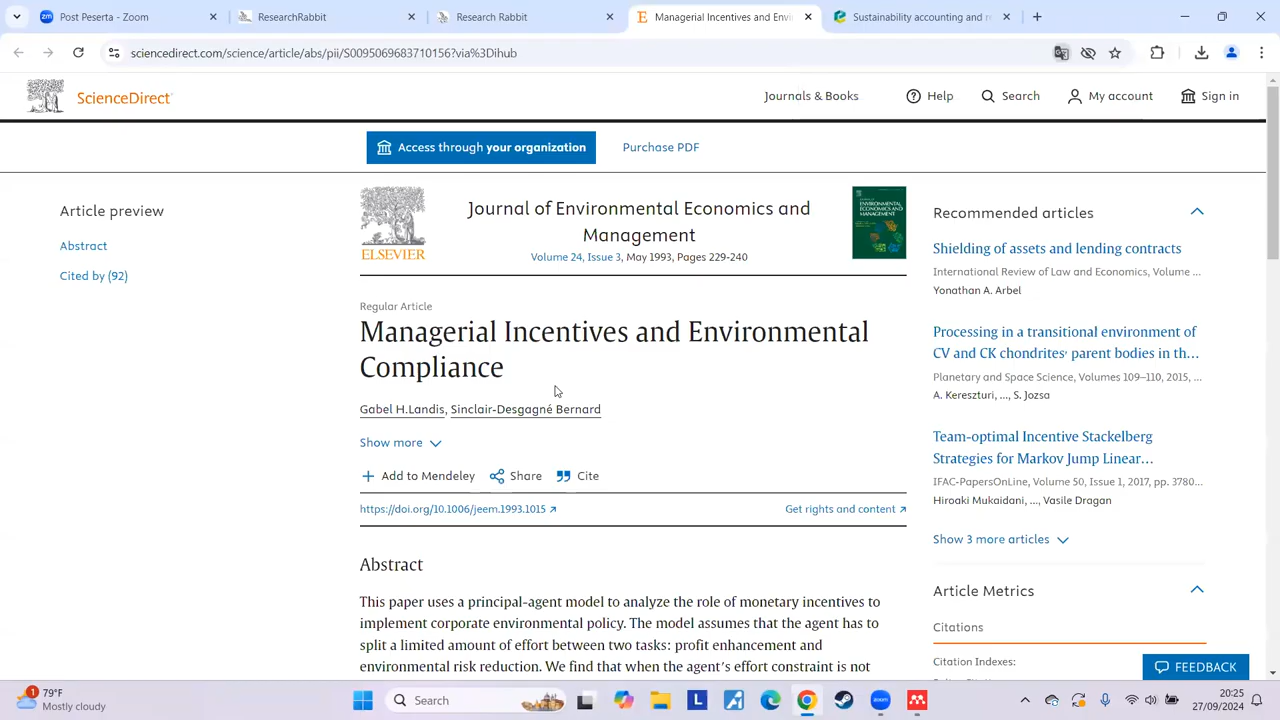 Post Peserta - Zoom
ResearchRabbit
Research Rabbit
Managerial Incentives and Envi
Sustainability accounting and r
sciencedirect.com/science/article/abs/pii/S0095069683710156?via%3Dihub
ScienceDirect
Journals & Books
Help
Search
My account
Sign in
Access through your organization
Purchase PDF
Article preview
Abstract
Cited by (92)
ELSEVIER
Journal of Environmental Economics and
Management
Volume 24, Issue 3, May 1993, Pages 229-240
Regular Article
Managerial Incentives and Environmental
Compliance
Gabel H.Landis, Sinclair-Desgagné Bernard
Show more
Add to Mendeley
Share
Cite
https://doi.org/10.1006/jeem.1993.1015
Get rights and content
Abstract
This paper uses a principal-agent model to analyze the role of monetary incentives to
implement corporate environmental policy. The model assumes that the agent has to
split a limited amount of effort between two tasks: profit enhancement and
environmental risk reduction. We find that when the agent's effort constraint is not
Recommended articles
Shielding of assets and lending contracts
International Review of Law and Economics, Volume ...
Yonathan A. Arbel
Processing in a transitional environment of
CV and CK chondrites' parent bodies in th...
Planetary and Space Science, Volumes 109–110, 2015, ...
A. Kereszturi, ..., S. Jozsa
Team-optimal Incentive Stackelberg
Strategies for Markov Jump Linear...
IFAC-PapersOnLine, Volume 50, Issue 1, 2017, pp. 3780...
Hiroaki Mukaidani, ..., Vasile Dragan
Show 3 more articles
Article Metrics
Citations
Citation Indexes:
FEEDBACK
1
79°F
Mostly cloudy
Search
20:25
27/09/2024